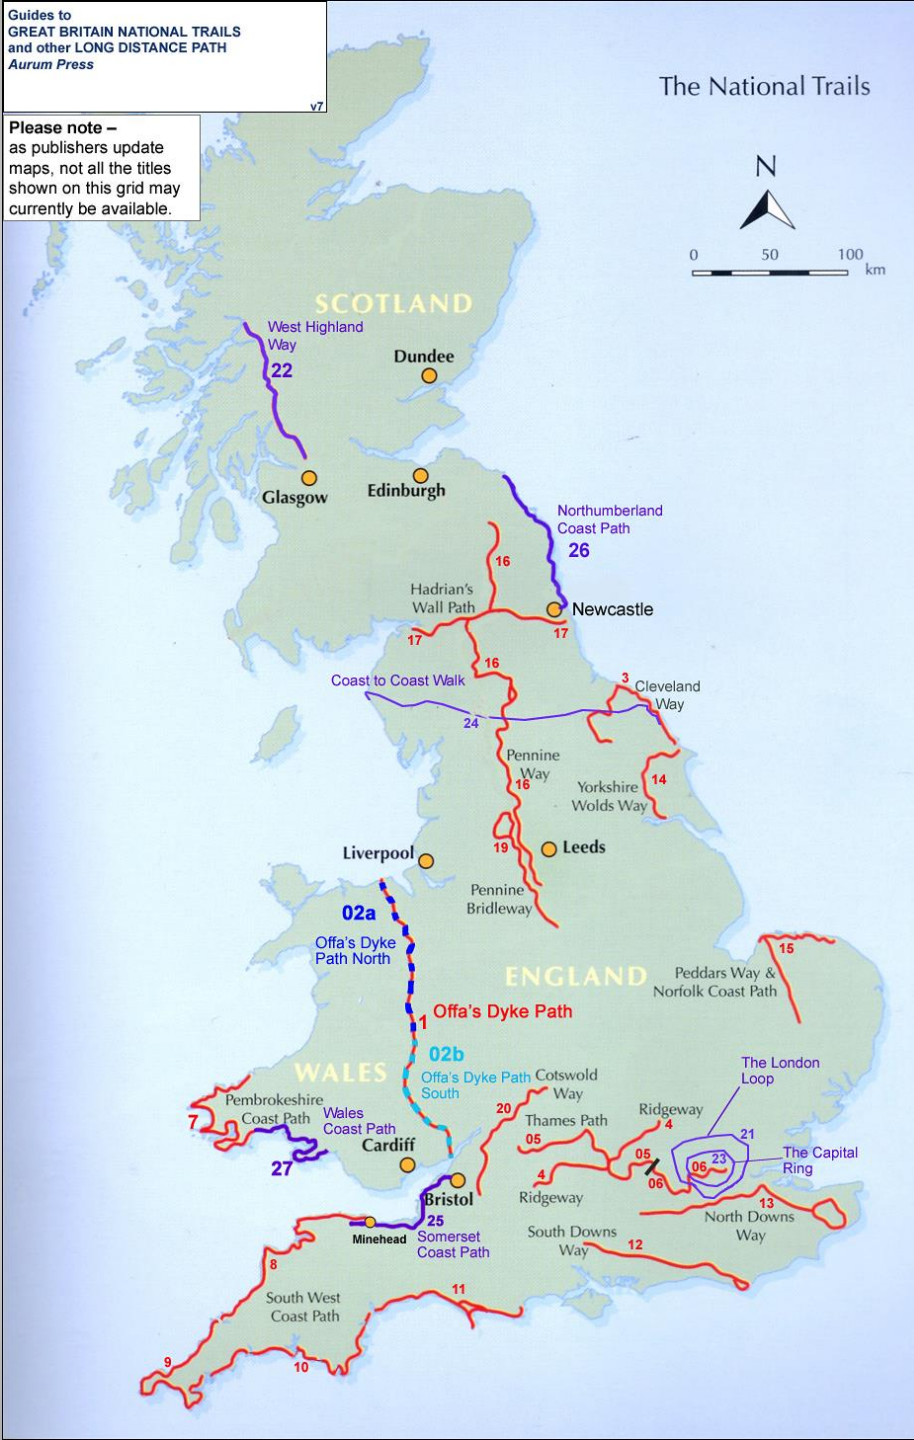 Guides to
GREAT BRITAIN NATIONAL TRAILS
and other LONG DISTANCE PATH
Aurum Press
v7
Please note –
as publishers update
maps, not all the titles
shown on this grid may
currently be available.
The National Trails
N
0 50 100
km
SCOTLAND
West Highland
Way
22
Dundee
Glasgow
Edinburgh
Northumberland
Coast Path
26
16
Hadrian's
Wall Path
Newcastle
17
17
16
Coast to Coast Walk
24
3
Cleveland
Way
Pennine
Way
16
14
Yorkshire
Wolds Way
19
Leeds
Liverpool
Pennine
Bridleway
02a
Offa's Dyke
Path North
15
ENGLAND
Peddars Way &
Norfolk Coast Path
1
Offa's Dyke Path
02b
Offa's Dyke Path
South
WALES
Cotswold
Way
20
The London
Loop
Pembrokeshire
Coast Path
7
Wales
Coast Path
27
Cardiff
Thames Path
05
Ridgeway
4
21
05
06
23
The Capital
Ring
4
Ridgeway
06
Bristol
25
Somerset
Coast Path
Minehead
13
North Downs
Way
South Downs
Way
12
8
South West
Coast Path
11
9
10